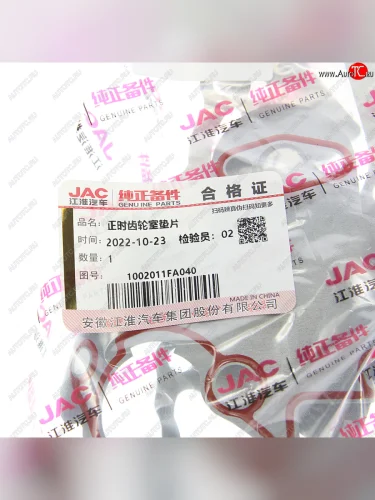 www.AutoTC.ru
JAC 纯正备件
江淮汽车 GENUINE PARTS
JAC 纯正备件 合格证
江淮汽车 GENUINE PARTS 扫码辨真伪扫码知更多
品名: 正时齿轮室垫片
时间: 2022-10-23 检验员: 02
数量: 1
图号: 1002011FA040
MADE IN CHINA
安徽江淮汽车集团股份有限公司
JAC 纯正备件
江淮汽车 GENUINE PARTS